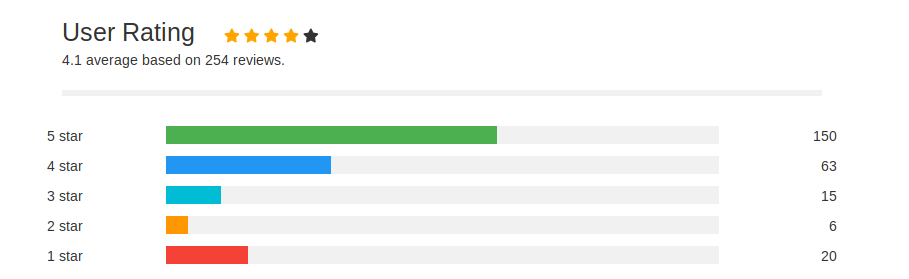 User Rating
4.1 average based on 254 reviews.
5 star 150
4 star 63
3 star 15
2 star 6
1 star 20